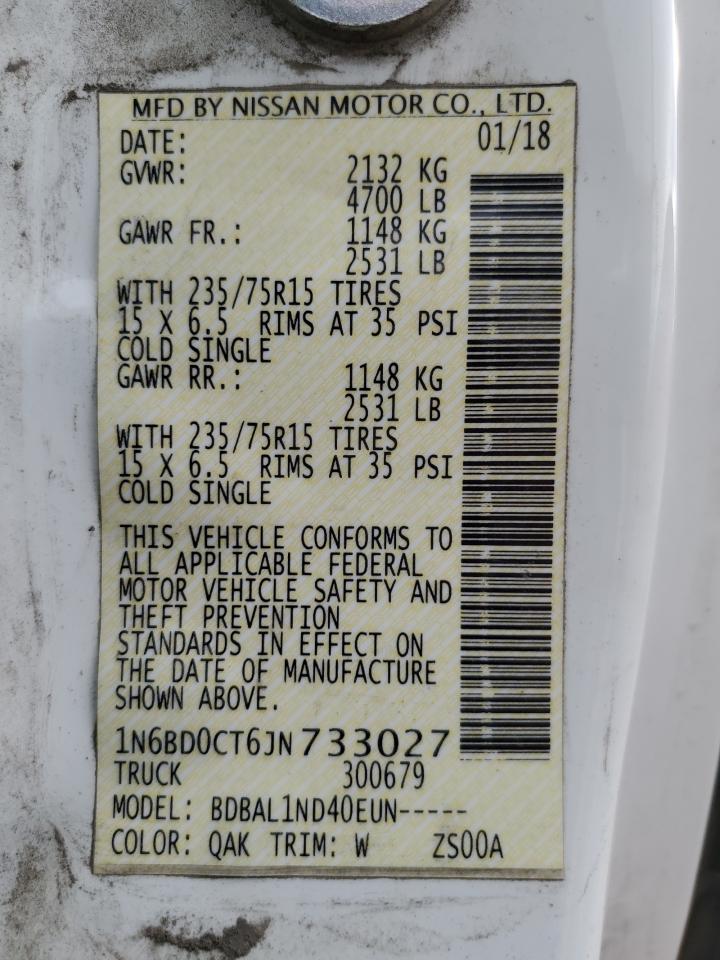 MFD BY NISSAN MOTOR CO., LTD.
DATE: 01/18
GVWR: 2132 KG
4700 LB
GAWR FR.: 1148 KG
2531 LB
WITH 235/75R15 TIRES
15 X 6.5 RIMS AT 35 PSI
COLD SINGLE
GAWR RR.: 1148 KG
2531 LB
WITH 235/75R15 TIRES
15 X 6.5 RIMS AT 35 PSI
COLD SINGLE
THIS VEHICLE CONFORMS TO
ALL APPLICABLE FEDERAL
MOTOR VEHICLE SAFETY AND
THEFT PREVENTION
STANDARDS IN EFFECT ON
THE DATE OF MANUFACTURE
SHOWN ABOVE.
1N6BD0CT6JN733027
TRUCK 300679
MODEL: BDBAL1ND40EUN-----
COLOR: QAK TRIM: W ZS00A